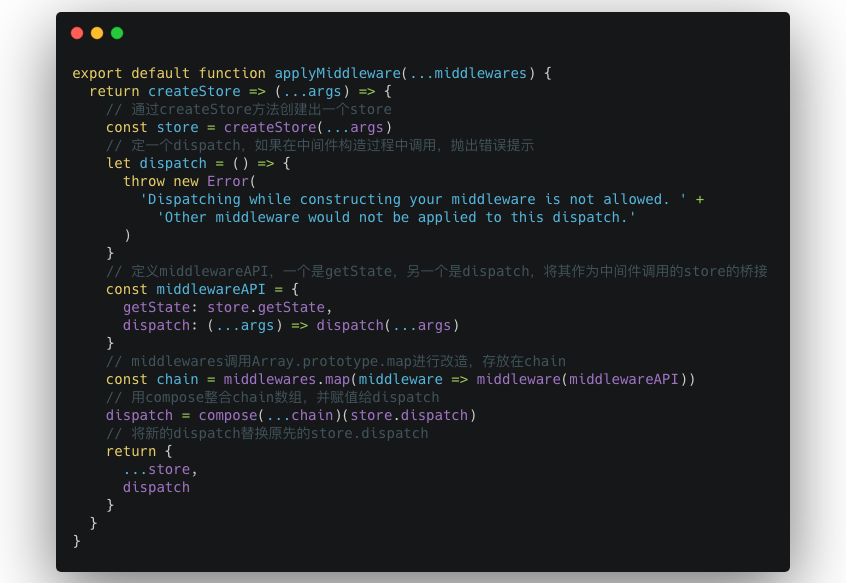 export default function applyMiddleware(...middlewares) {
  return createStore => (...args) => {
    // 通过createStore方法创建出一个store
    const store = createStore(...args)
    // 定一个dispatch，如果在中间件构造过程中调用，抛出错误提示
    let dispatch = () => {
      throw new Error(
        'Dispatching while constructing your middleware is not allowed. ' +
          'Other middleware would not be applied to this dispatch.'
      )
    }
    // 定义middlewareAPI，一个是getState，另一个是dispatch，将其作为中间件调用的store的桥接
    const middlewareAPI = {
      getState: store.getState,
      dispatch: (...args) => dispatch(...args)
    }
    // middlewares调用Array.prototype.map进行改造，存放在chain
    const chain = middlewares.map(middleware => middleware(middlewareAPI))
    // 用compose整合chain数组，并赋值给dispatch
    dispatch = compose(...chain)(store.dispatch)
    // 将新的dispatch替换原先的store.dispatch
    return {
      ...store,
      dispatch
    }
  }
}